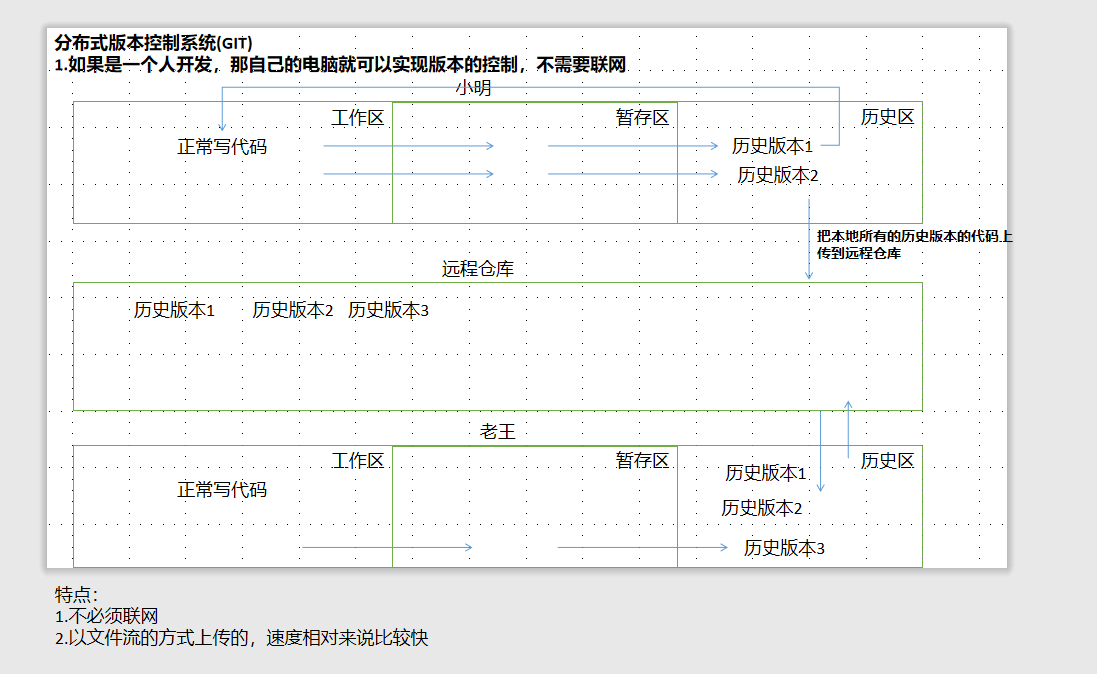 分布式版本控制系统(GIT)
1.如果是一个人开发，那自己的电脑就可以实现版本的控制，不需要联网
小明
工作区
暂存区
历史区
正常写代码
历史版本1
历史版本2
把本地所有的历史版本的代码上
传到远程仓库
远程仓库
历史版本1
历史版本2
历史版本3
老王
工作区
暂存区
历史区
正常写代码
历史版本1
历史版本2
历史版本3
特点：
1.不必须联网
2.以文件流的方式上传的，速度相对来说比较快